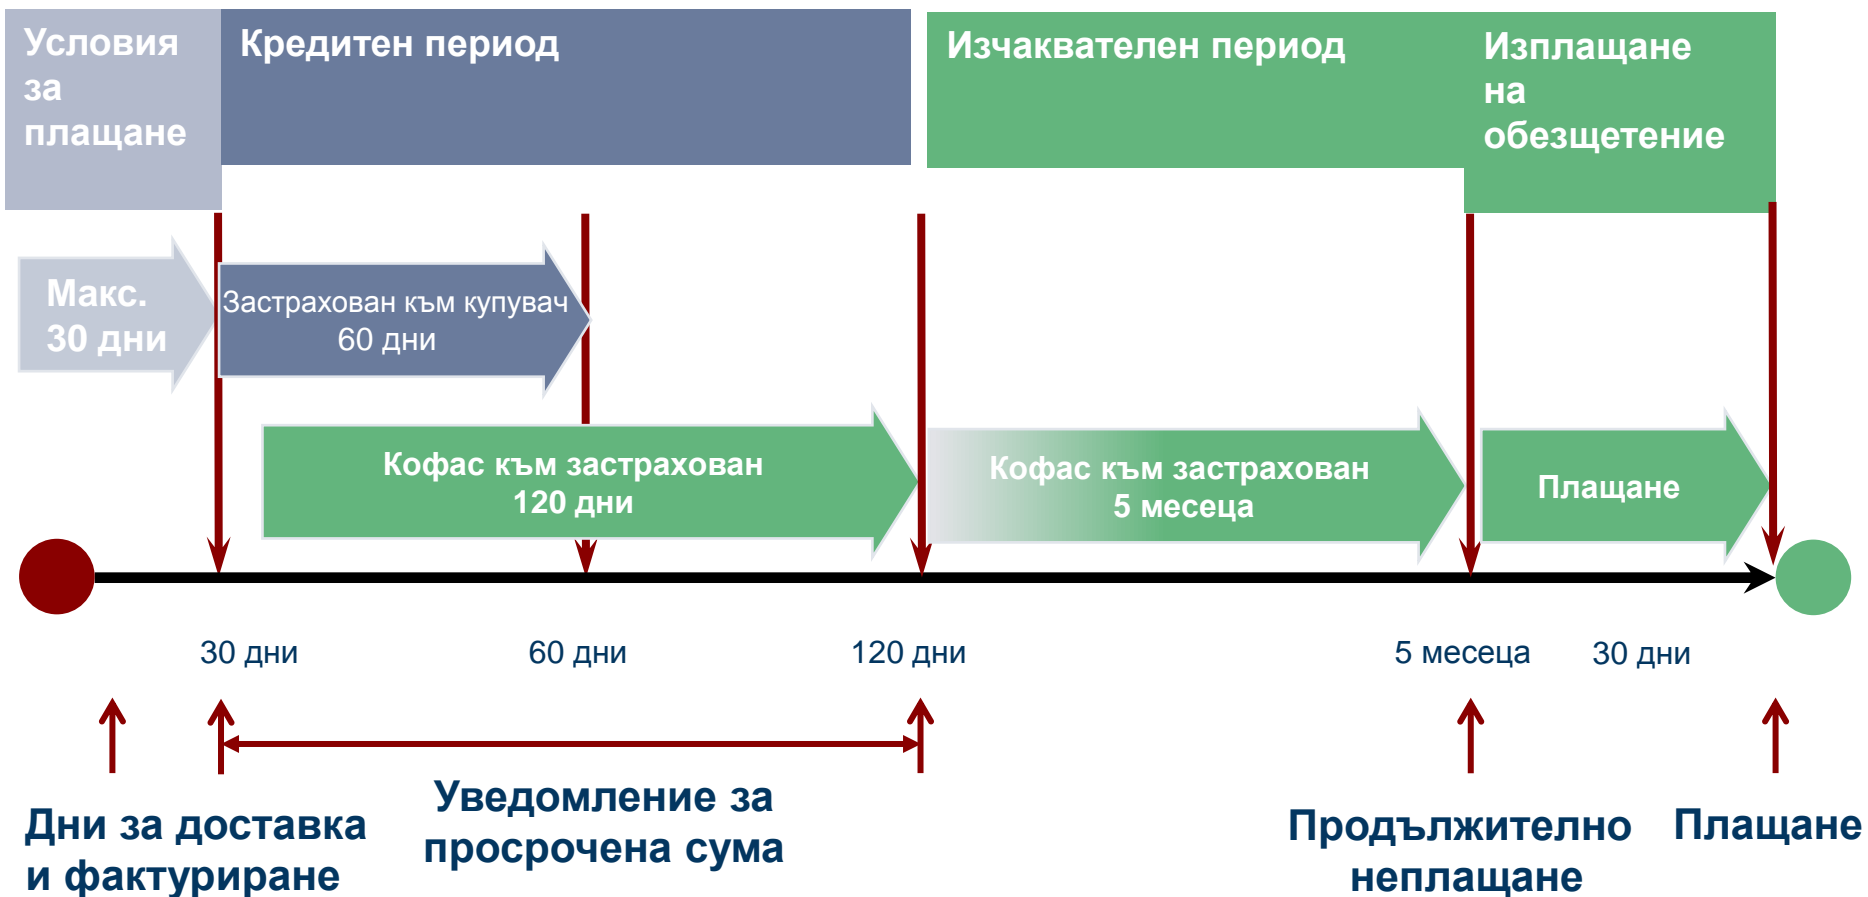 Условия
за
плащане
Кредитен период
Изчаквателен период
Изплащане
на
обезщетение
Макс.
30 дни
Застрахован към купувач
60 дни
Кофас към застрахован
120 дни
Кофас към застрахован
5 месеца
Плащане
30 дни
60 дни
120 дни
5 месеца
30 дни
Дни за доставка
и фактуриране
Уведомление за
просрочена сума
Продължително
неплащане
Плащане